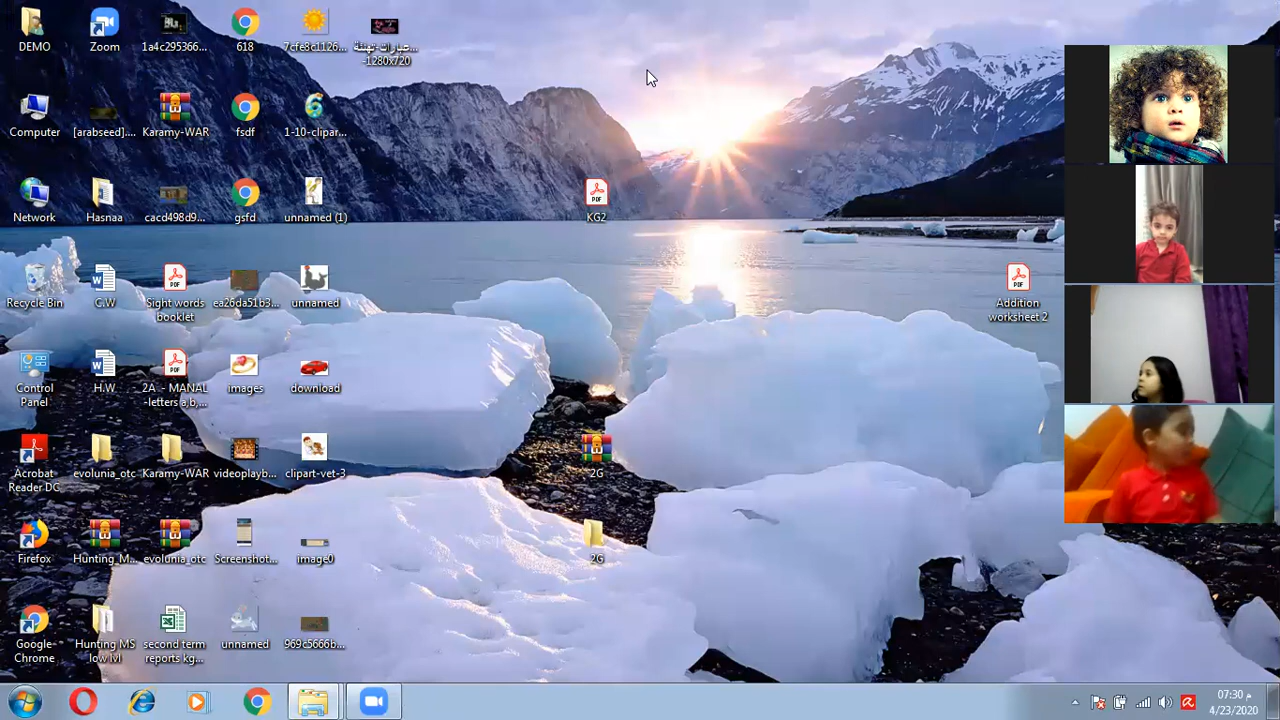 DEMO
Zoom
1a4c295366...
618
7cfe8c1126...
عبارات-تهنئة...
-1280x720
Computer
[arabseed]....
Karamy-WAR
fsdf
1-10-clipar...
Network
Hasnaa
cacd498d9...
gsfd
unnamed (1)
KG2
Recycle Bin
C.W
Sight words
booklet
ea26da51b3...
unnamed
Addition
worksheet 2
Control
Panel
H.W
2A - MANAL
-letters a,b,...
images
download
Acrobat
Reader DC
evolunia_otc
Karamy-WAR
videoplayb...
clipart-vet-3
2G
Firefox
Hunting_M...
evolunia_otc
Screenshot...
image0
2G
Google
Chrome
Hunting MS
low lvl
second term
reports kg...
unnamed
969c5666b...
07:30 م
4/23/2020